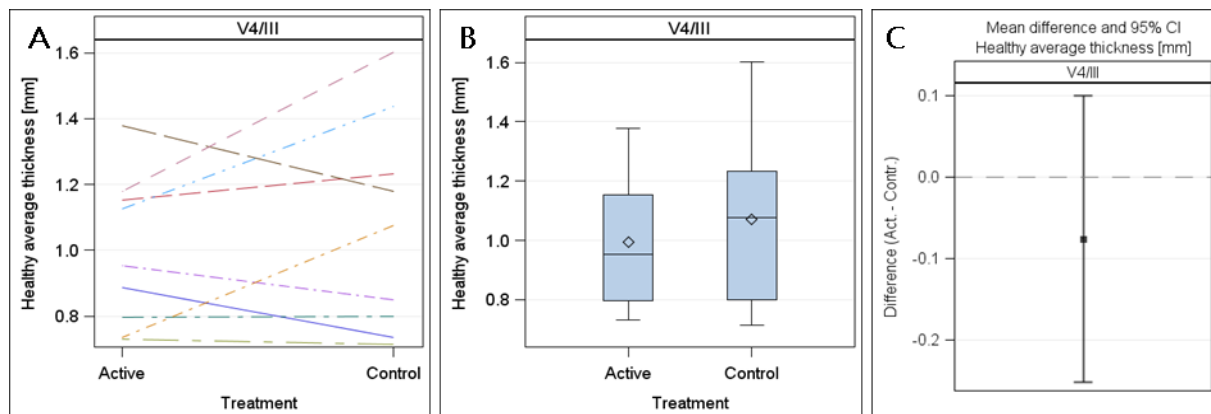 A
V4/III
Healthy average thickness [mm]
1.6
1.4
1.2
1.0
0.8
Active
Control
Treatment
B
V4/III
Healthy average thickness [mm]
1.6
1.4
1.2
1.0
0.8
Active
Control
Treatment
C
Mean difference and 95% CI
Healthy average thickness [mm]
V4/III
Difference (Act. - Contr.)
0.1
0.0
-0.1
-0.2